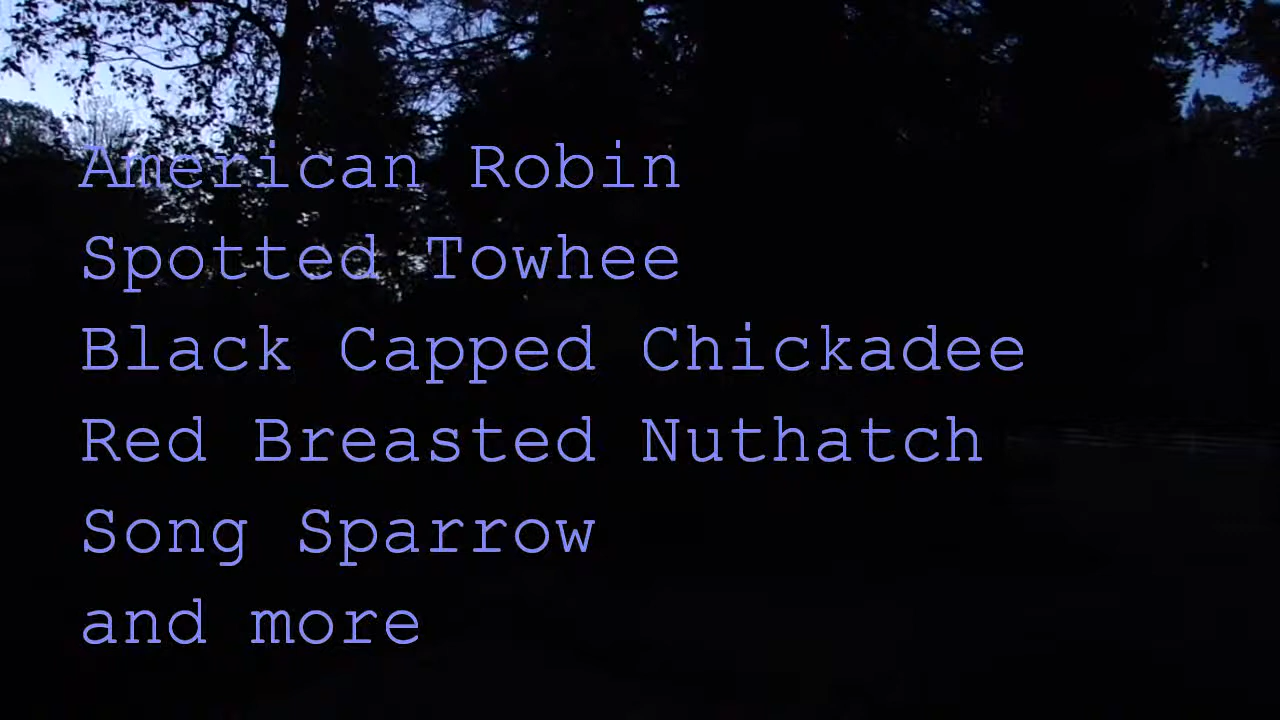 American Robin
Spotted Towhee
Black Capped Chickadee
Red Breasted Nuthatch
Song Sparrow
and more